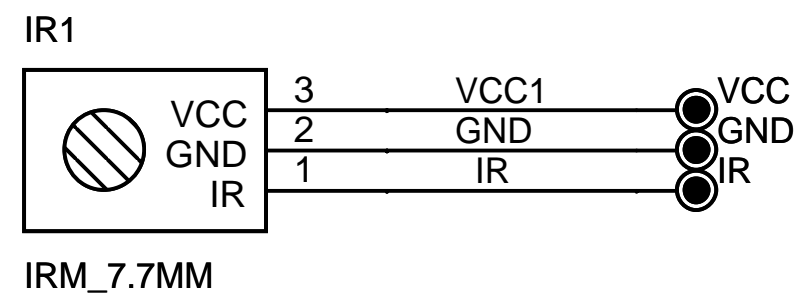 IR1
VCC 3 VCC1 VCC
GND 2 GND GND
IR 1 IR IR
IRM_7.7MM